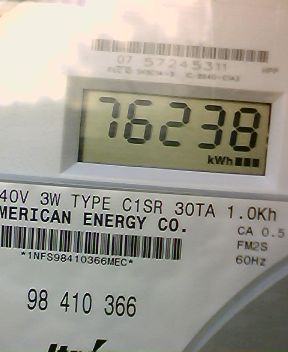 07 57245311
HPP
76238
kWh
40V 3W TYPE C1SR 30TA 1.0Kh
MERICAN ENERGY CO.
CA 0.5
FM2S
60Hz
*1NFS98410366MEC*
98 410 366